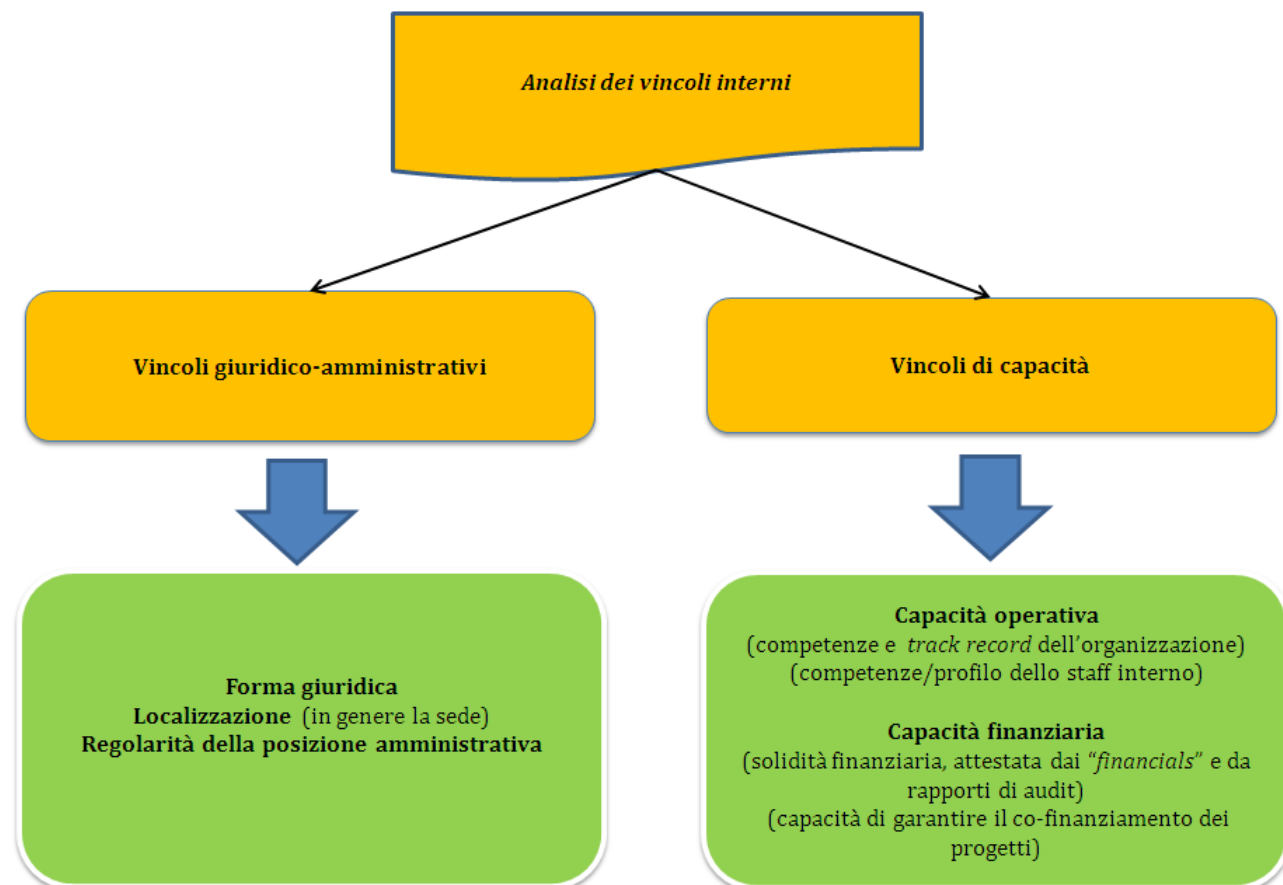 Analisi dei vincoli interni
Vincoli giuridico-amministrativi
Vincoli di capacità
Forma giuridica
Localizzazione (in genere la sede)
Regolarità della posizione amministrativa
Capacità operativa
(competenze e track record dell’organizzazione)
(competenze/profilo dello staff interno)
Capacità finanziaria
(solidità finanziaria, attestata dai “financials” e da
rapporti di audit)
(capacità di garantire il co-finanziamento dei
progetti)